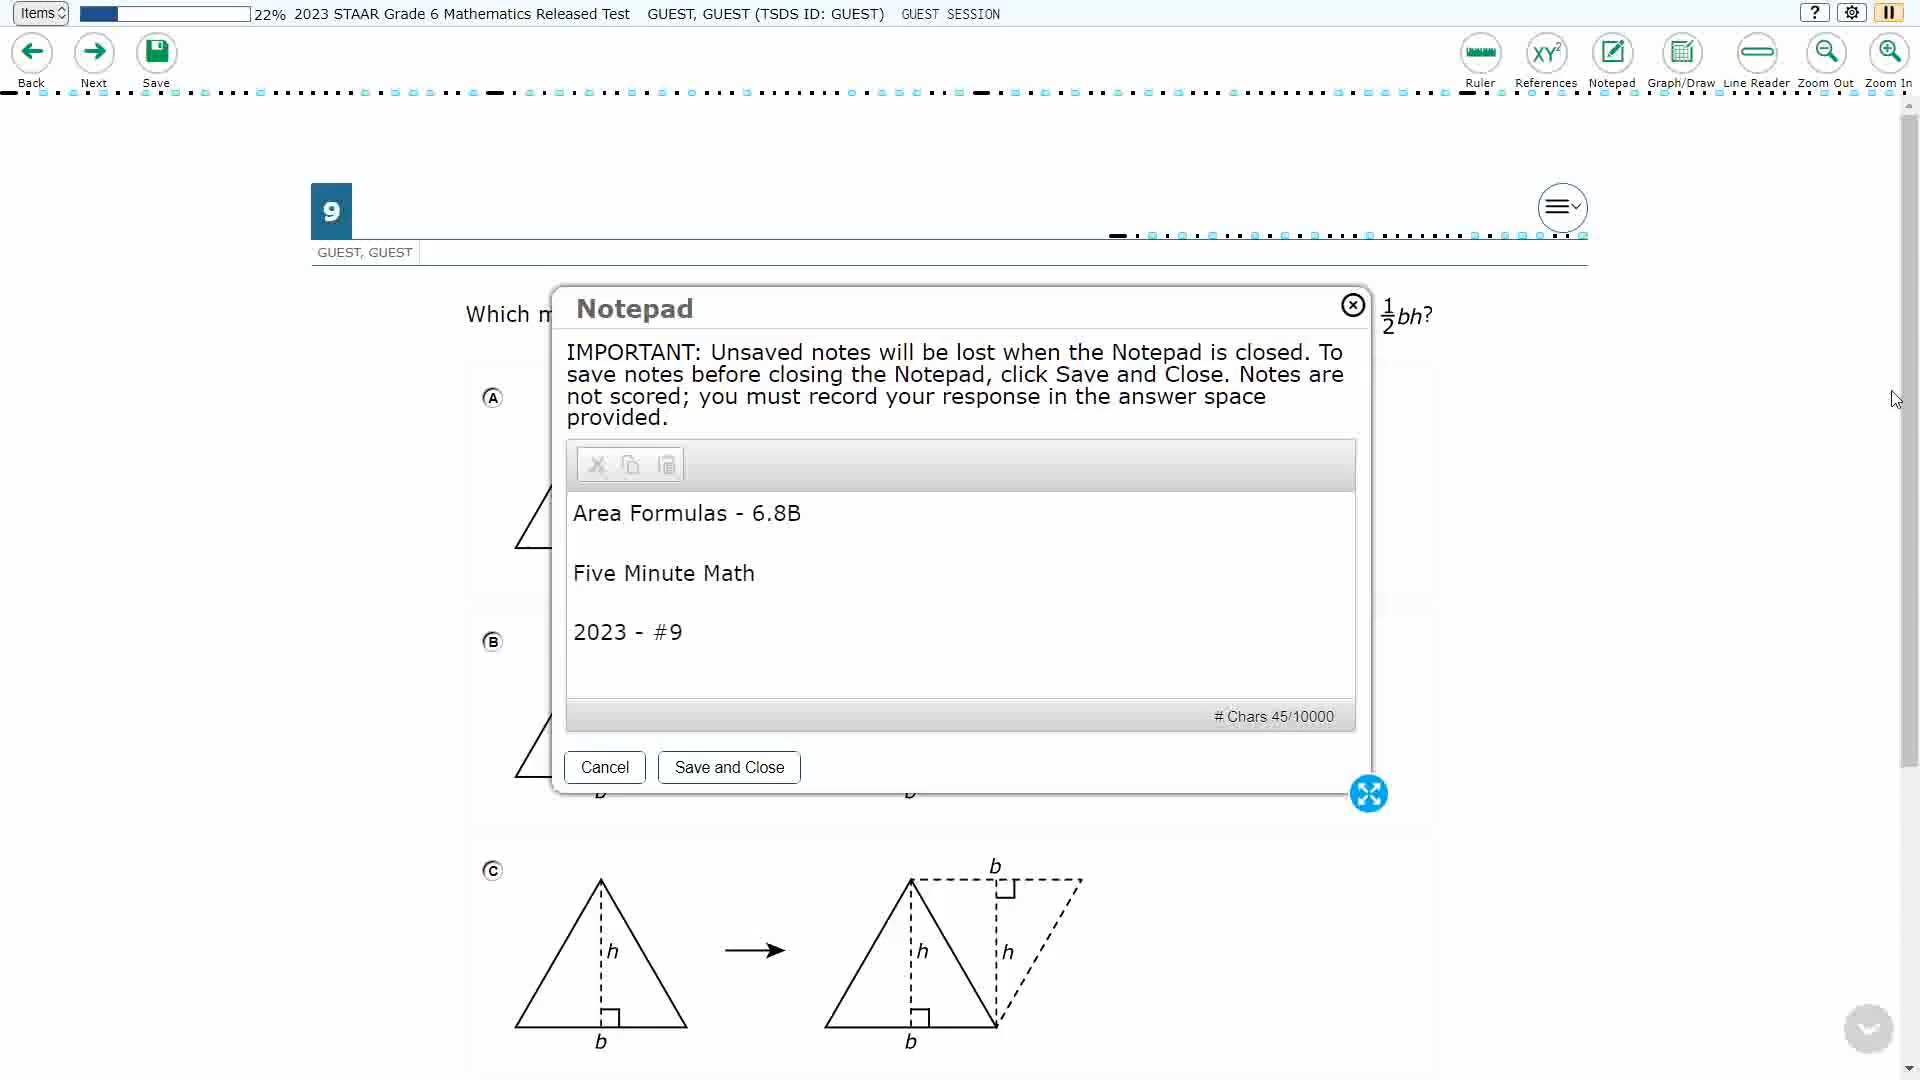 Items 22% 2023 STAAR Grade 6 Mathematics Released Test GUEST, GUEST (TSDS ID: GUEST) GUEST SESSION ?
Back Next Save Ruler References Notepad Graph/Draw Line Reader Zoom Out Zoom In
XY²
9
GUEST, GUEST
Which
½bh?
Notepad
IMPORTANT: Unsaved notes will be lost when the Notepad is closed. To
save notes before closing the Notepad, click Save and Close. Notes are
not scored; you must record your response in the answer space
provided.
A
Area Formulas - 6.8B
Five Minute Math
2023 - #9
B
# Chars 45/10000
Cancel Save and Close
C
b
h h h
b b